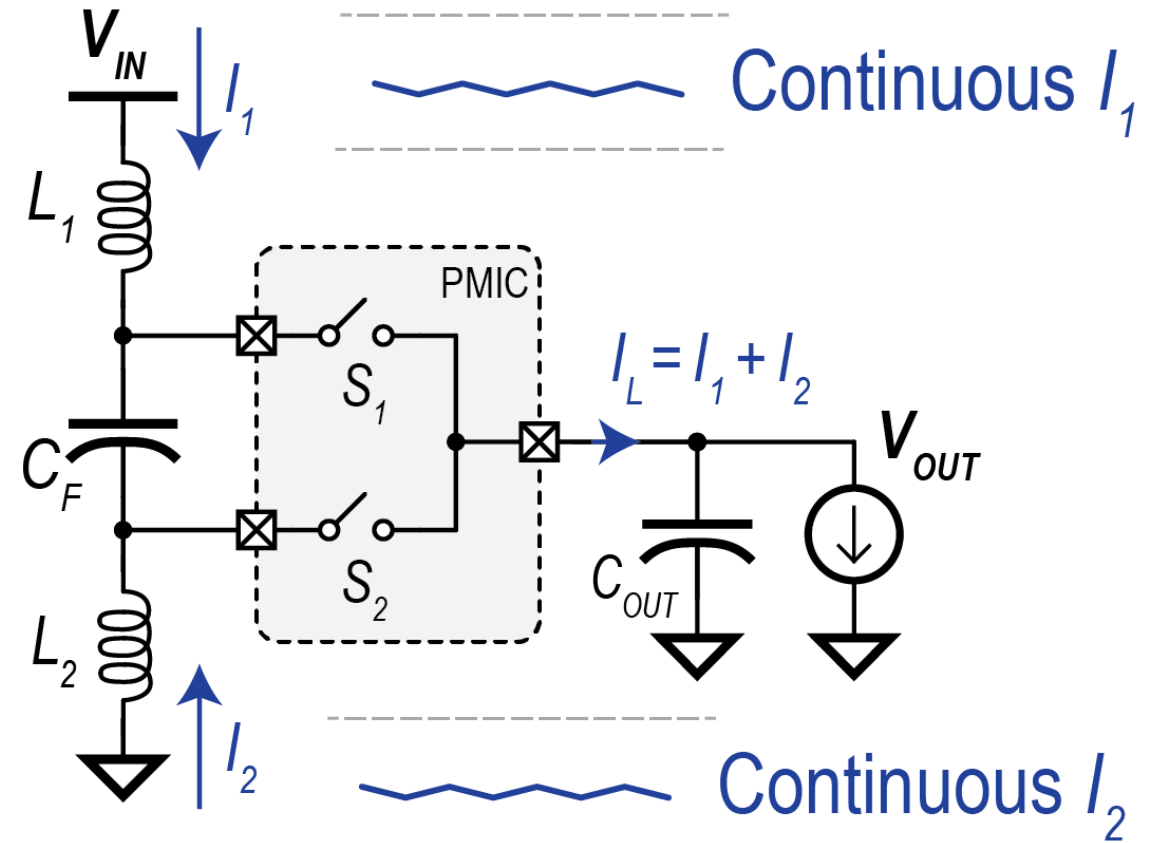 V_IN
I_1
Continuous I_1
L_1
PMIC
S_1
I_L = I_1 + I_2
V_OUT
C_F
S_2
C_OUT
L_2
I_2
Continuous I_2